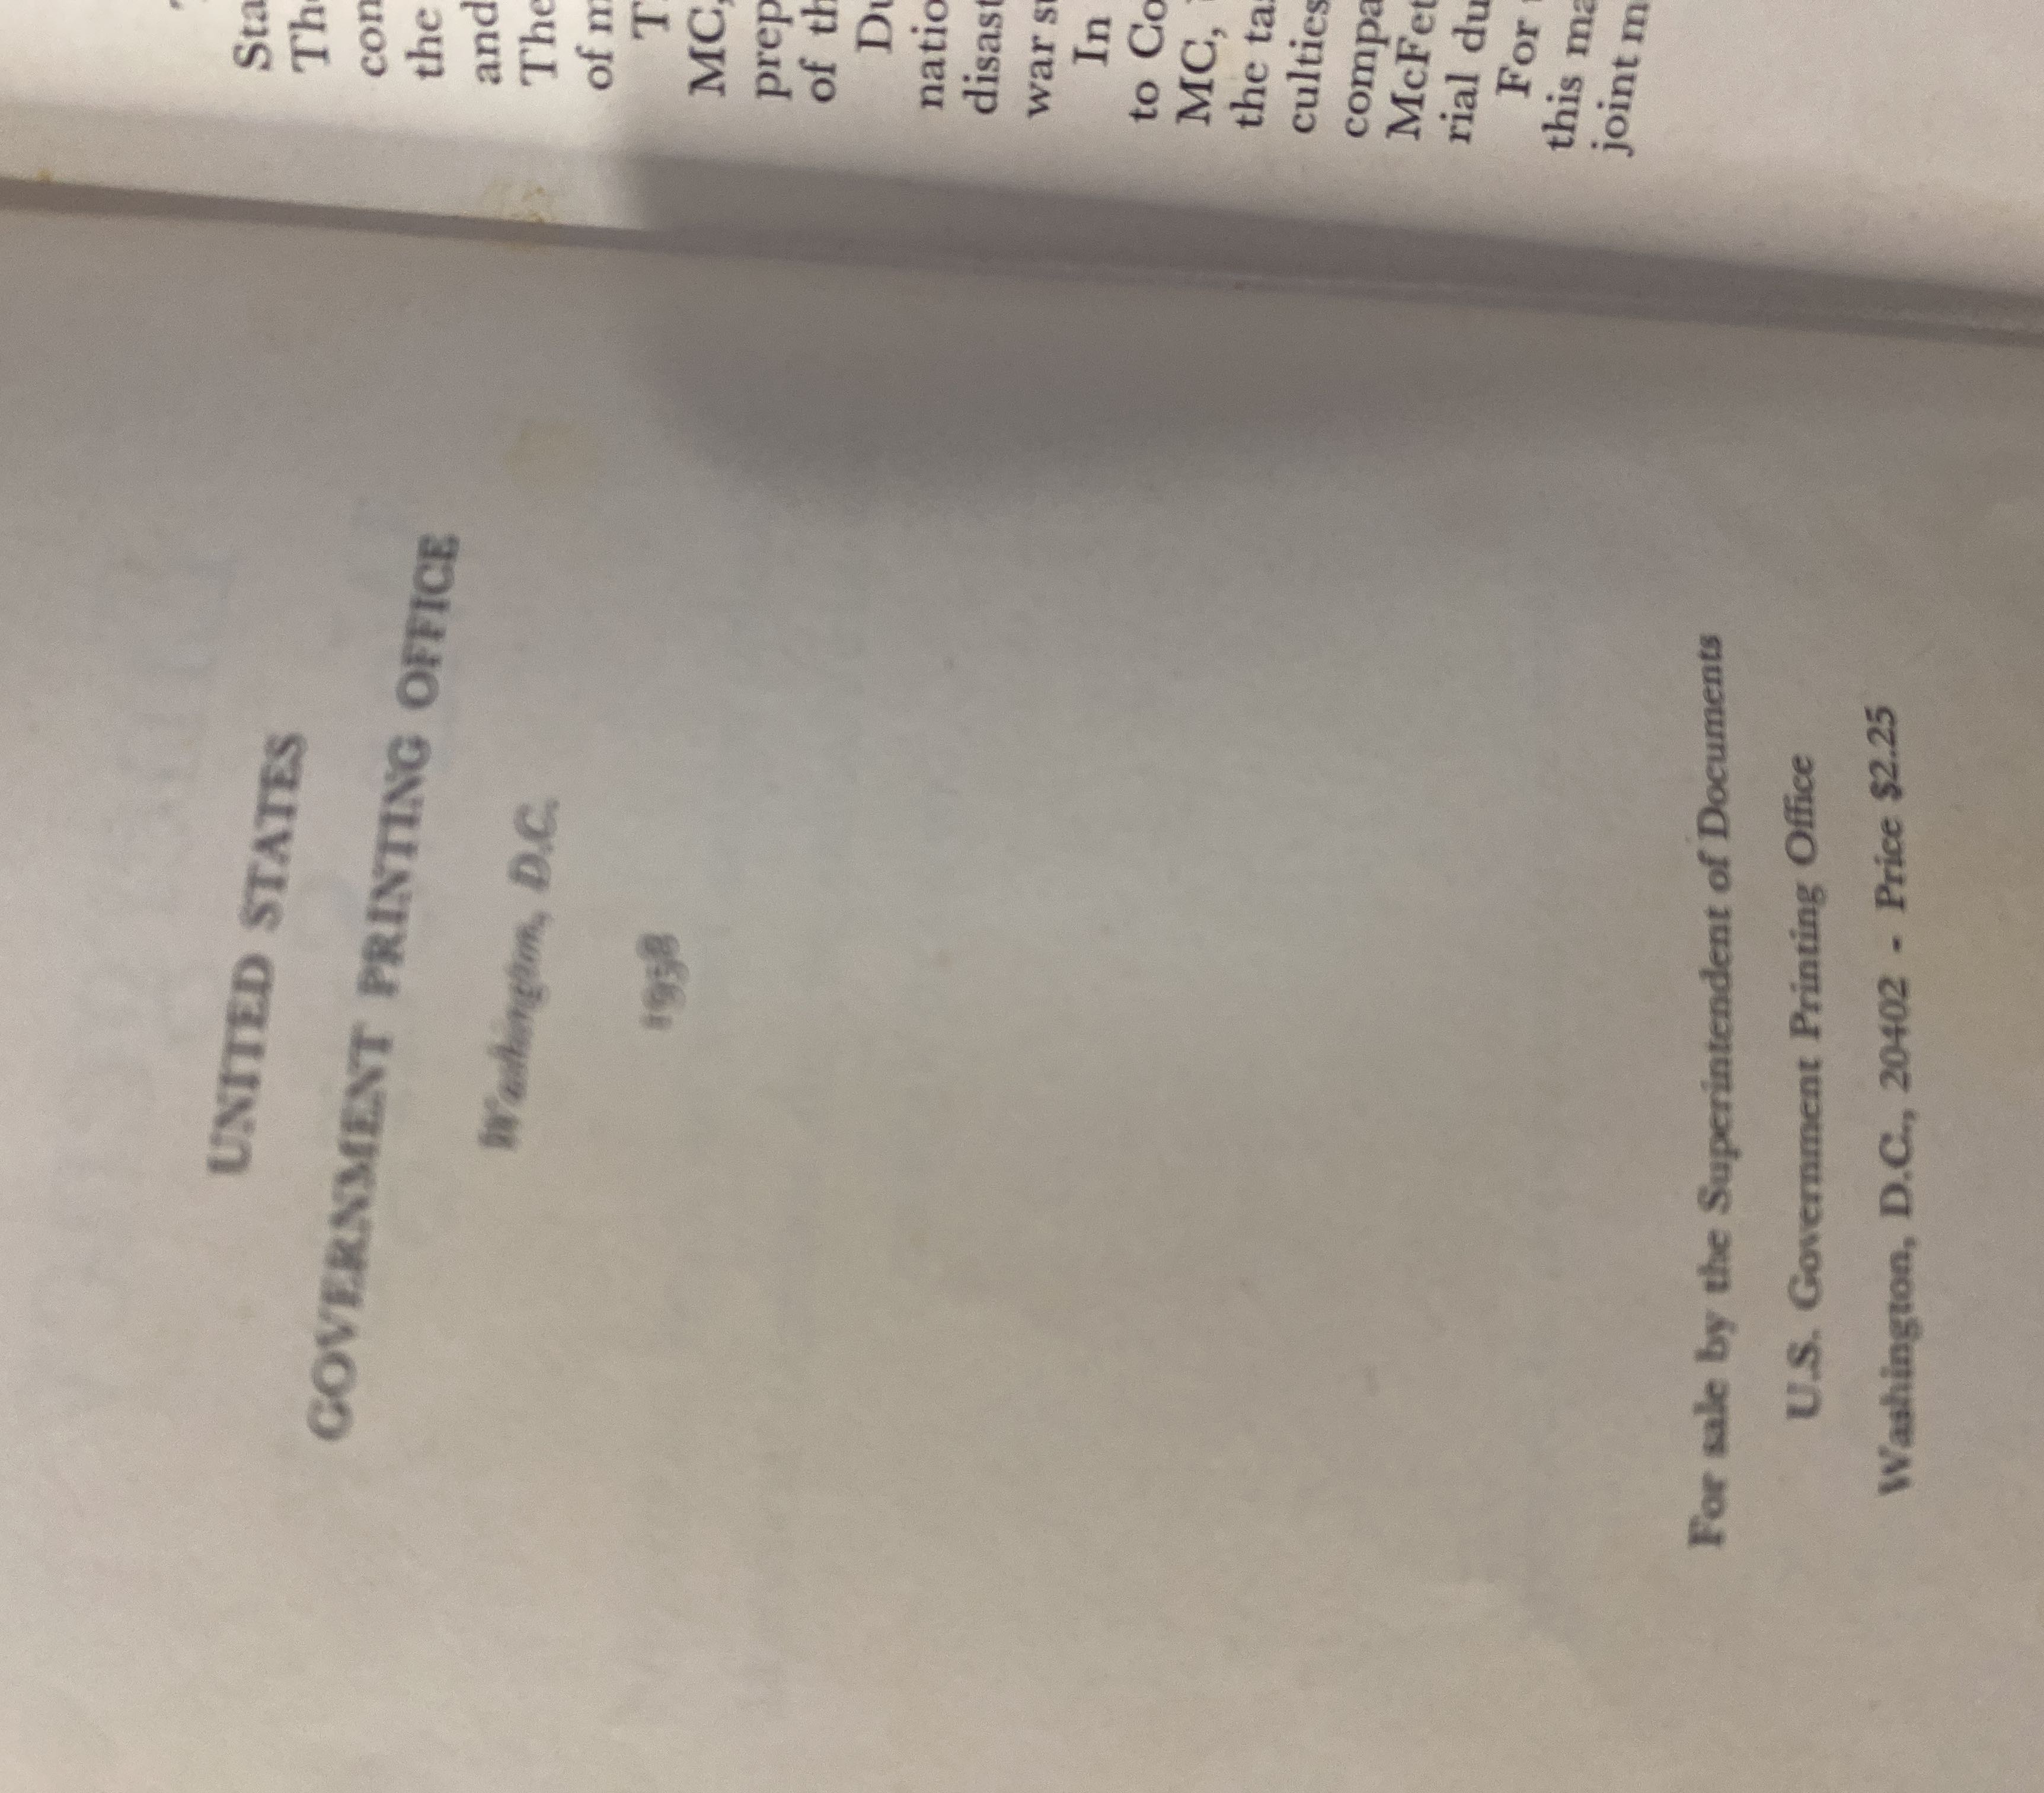 UNITED STATES
GOVERNMENT PRINTING OFFICE
Washington, D.C.
1958
For sale by the Superintendent of Documents
U.S. Government Printing Office
Washington, D.C., 20402 - Price $2.25
Sta
The
con
the
and
The
of m
T
MC,
prep
of th
Du
natio
disast
war su
In
to Co
MC,
the ta
culties
compa
McFet
rial du
For
this ma
joint m